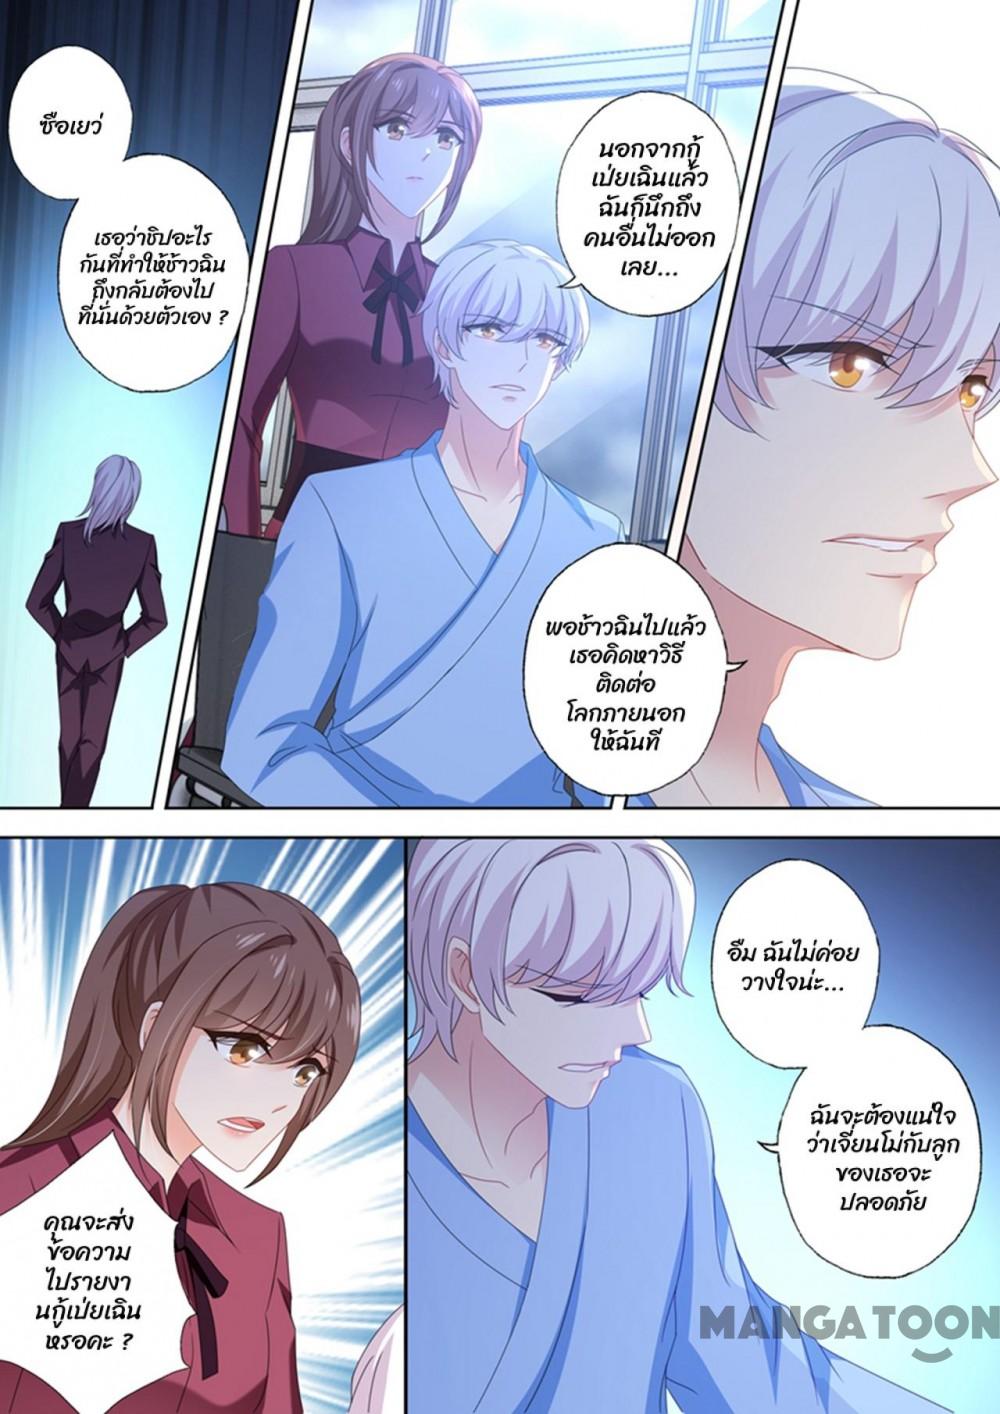 ซือเยว่
เธอว่าชิปอะไร
กันที่ทำให้ช้าวฉิน
ถึงกลับต้องไป
ที่นั่นด้วยตัวเอง ?
นอกจากกู้
เป่ยเฉินแล้ว
ฉันก็นึกถึง
คนอื่นไม่ออก
เลย...
พอช้าวฉินไปแล้ว
เธอคิดหาวิธี
ติดต่อ
โลกภายนอก
ให้ฉันที
คุณจะส่ง
ข้อความ
ไปรายงา
นกู้เป่ยเฉิน
หรอคะ ?
อืม ฉันไม่ค่อย
วางใจน่ะ...
ฉันจะต้องแน่ใจ
ว่าเจี่ยนโม่กับลูก
ของเธอจะ
ปลอดภัย
MANGATOON